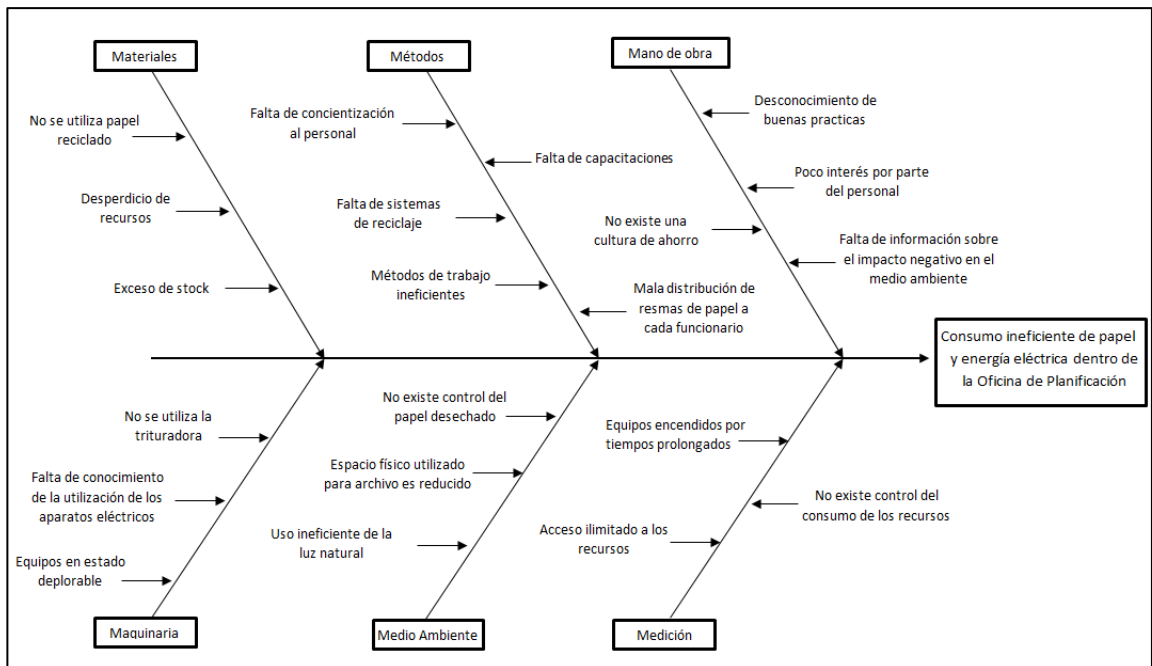 Materiales
Métodos
Mano de obra
No se utiliza papel
reciclado
Desperdicio de
recursos
Exceso de stock
Falta de concientización
al personal
Falta de capacitaciones
Falta de sistemas
de reciclaje
Métodos de trabajo
ineficientes
Mala distribución de
resmas de papel a
cada funcionario
Desconocimiento de
buenas practicas
Poco interés por parte
del personal
No existe una
cultura de ahorro
Falta de información sobre
el impacto negativo en el
medio ambiente
Consumo ineficiente de papel
y energía eléctrica dentro de
la Oficina de Planificación
No se utiliza la
trituradora
Falta de conocimiento
de la utilización de los
aparatos eléctricos
Equipos en estado
deplorable
No existe control del
papel desechado
Espacio físico utilizado
para archivo es reducido
Uso ineficiente de la
luz natural
Equipos encendidos por
tiempos prolongados
No existe control del
consumo de los recursos
Acceso ilimitado a los
recursos
Maquinaria
Medio Ambiente
Medición